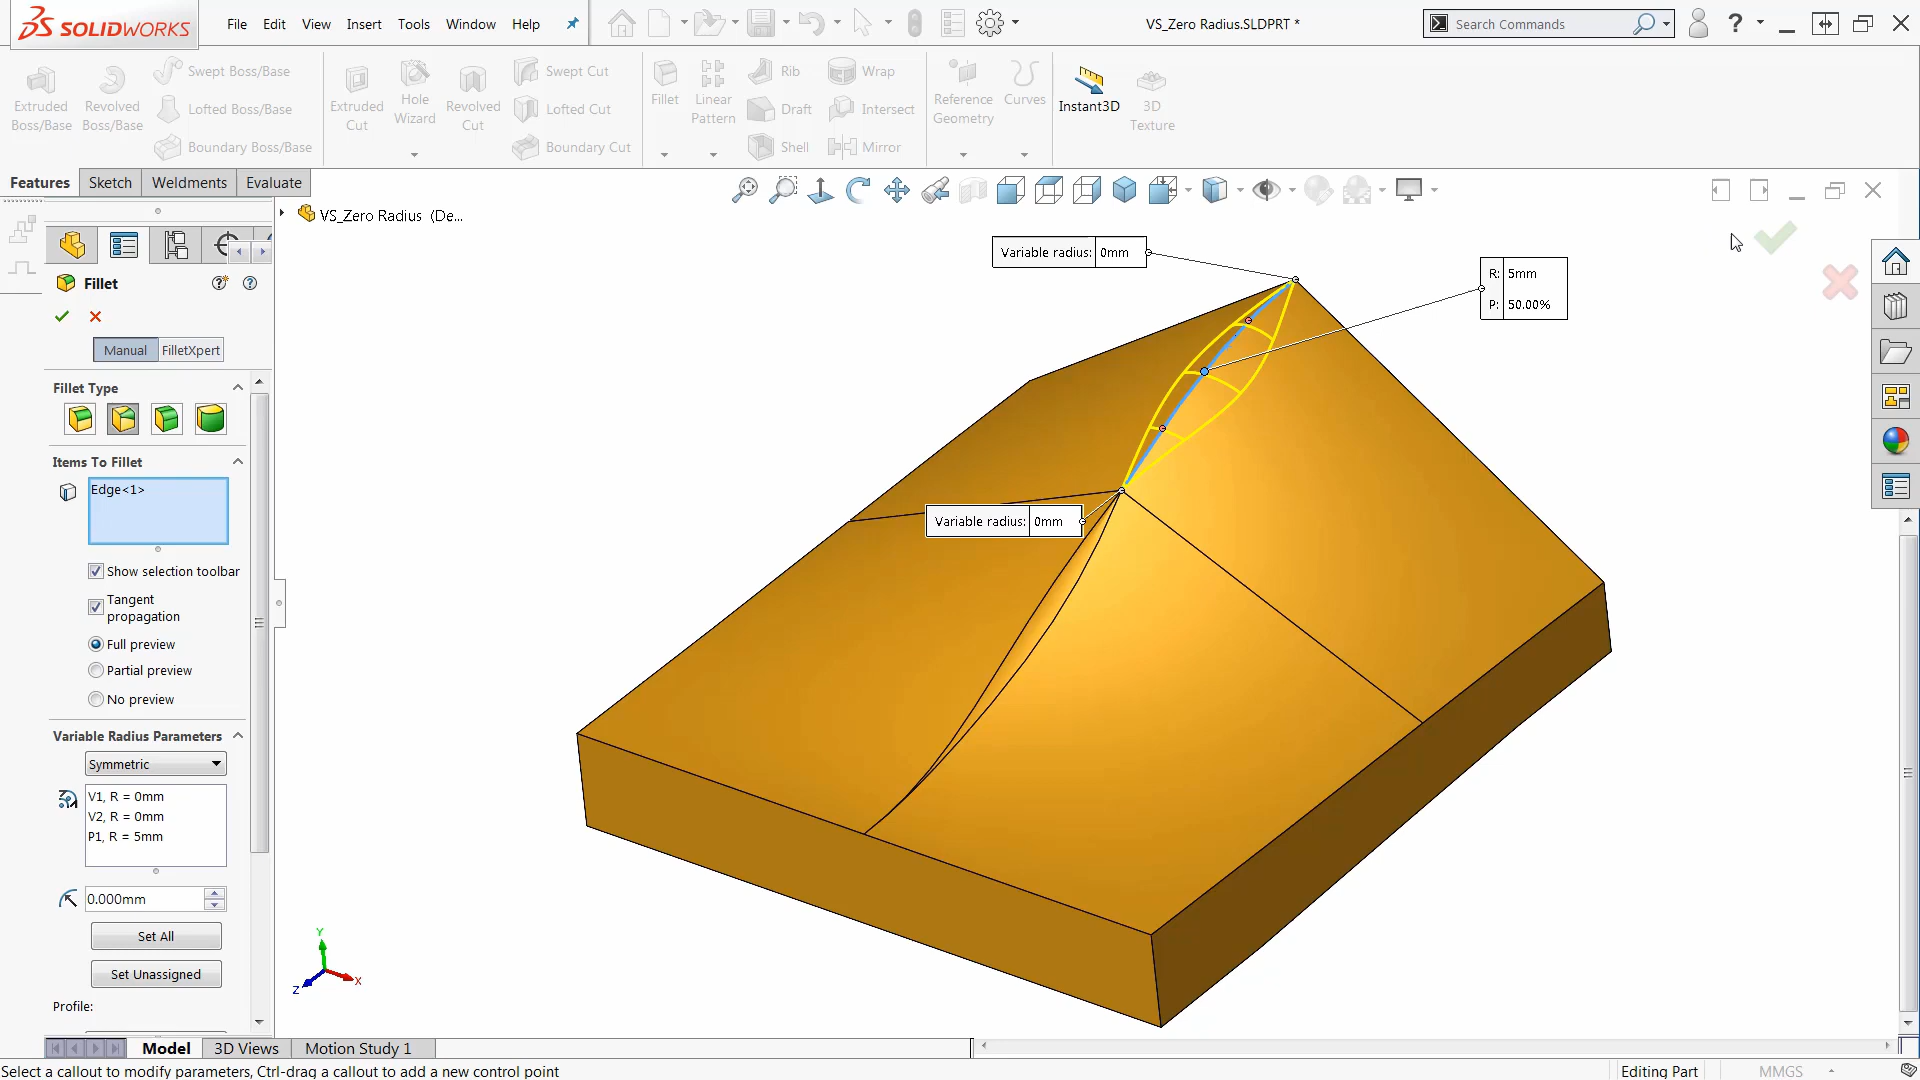 SOLIDWORKS
File Edit View Insert Tools Window Help
VS_Zero Radius.SLDPRT *
Search Commands
?
Extruded Boss/Base
Revolved Boss/Base
Swept Boss/Base
Lofted Boss/Base
Boundary Boss/Base
Extruded Cut
Hole Wizard
Revolved Cut
Swept Cut
Lofted Cut
Boundary Cut
Fillet
Linear Pattern
Rib
Draft
Shell
Wrap
Intersect
Mirror
Reference Geometry
Curves
Instant3D
3D Texture
Features Sketch Weldments Evaluate
VS_Zero Radius (De...
Fillet
Manual FilletXpert
Fillet Type
Items To Fillet
Edge<1>
Show selection toolbar
Tangent
propagation
Full preview
Partial preview
No preview
Variable Radius Parameters
Symmetric
V1, R = 0mm
V2, R = 0mm
P1, R = 5mm
0.000mm
Set All
Set Unassigned
Profile:
Variable radius: 0mm
R: 5mm
P: 50.00%
Variable radius: 0mm
Y
X
Z
Model 3D Views Motion Study 1
Select a callout to modify parameters, Ctrl-drag a callout to add a new control point
Editing Part
MMGS